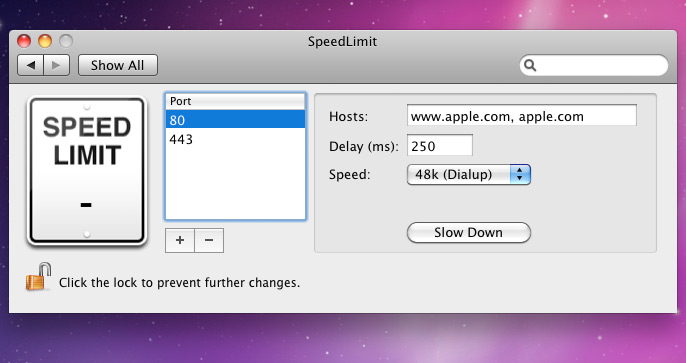 SpeedLimit
Show All
SPEED
LIMIT
-
Port
80
443
Hosts: www.apple.com, apple.com
Delay (ms): 250
Speed: 48k (Dialup)
+ −
Slow Down
Click the lock to prevent further changes.